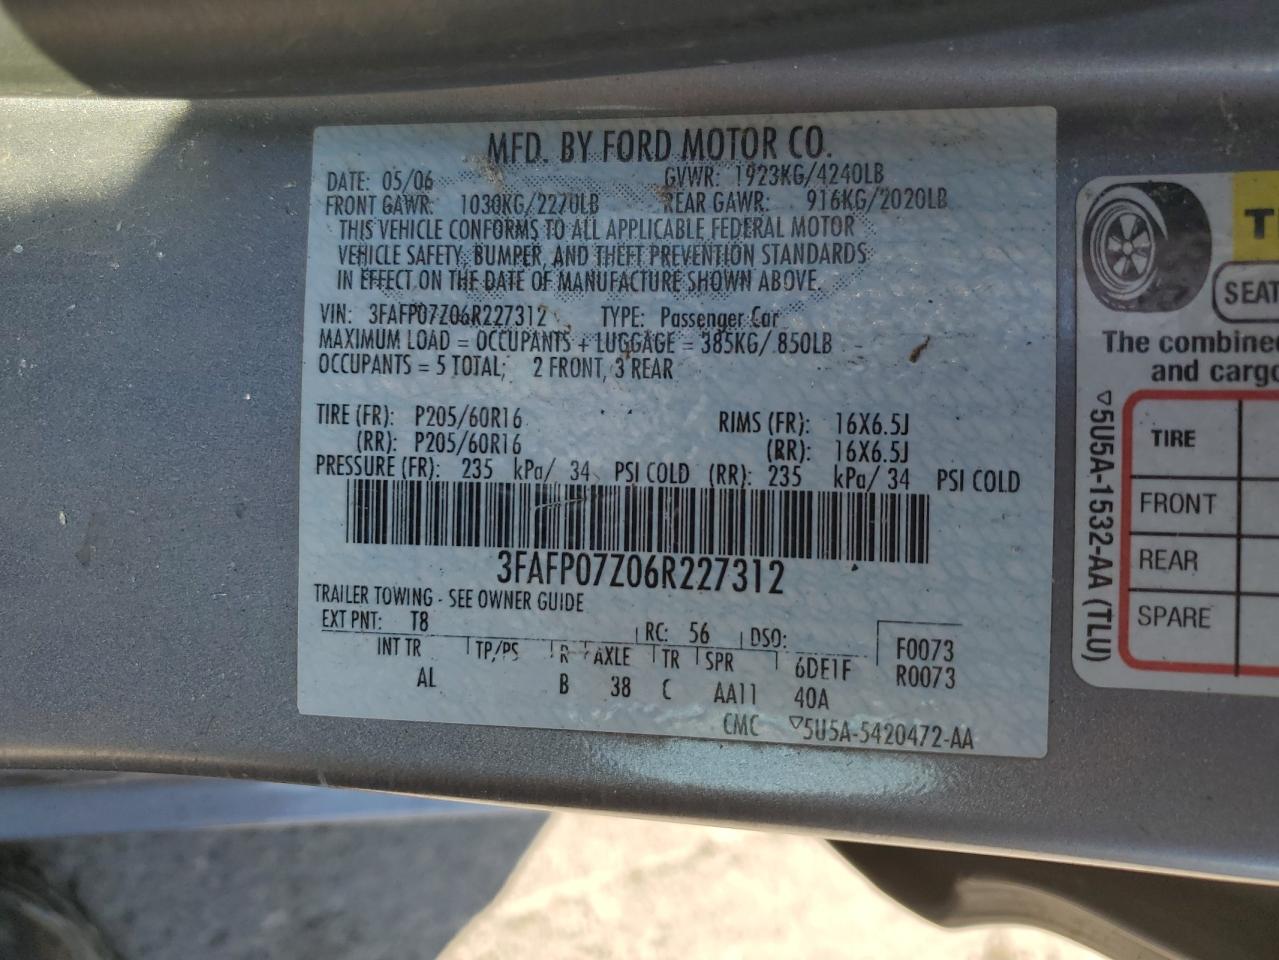 MFD. BY FORD MOTOR CO.
DATE: 05/06 GVWR: 1923KG/4240LB
FRONT GAWR: 1030KG/2270LB REAR GAWR: 916KG/2020LB
THIS VEHICLE CONFORMS TO ALL APPLICABLE FEDERAL MOTOR
VEHICLE SAFETY, BUMPER, AND THEFT PREVENTION STANDARDS
IN EFFECT ON THE DATE OF MANUFACTURE SHOWN ABOVE.
VIN: 3FAFP07Z06R227312 TYPE: Passenger Car
MAXIMUM LOAD = OCCUPANTS + LUGGAGE = 385KG/ 850LB
OCCUPANTS = 5 TOTAL; 2 FRONT, 3 REAR
TIRE (FR): P205/60R16 RIMS (FR): 16X6.5J
(RR): P205/60R16 (RR): 16X6.5J
PRESSURE (FR): 235 kPa/ 34 PSI COLD (RR): 235 kPa/ 34 PSI COLD
3FAFP07Z06R227312
TRAILER TOWING - SEE OWNER GUIDE
EXT PNT: T8 RC: 56 DSO: F0073
INT TR TP/PS R AXLE TR SPR 6DE1F R0073
AL B 38 C AA11 40A
CMC ▽5U5A-5420472-AA
T
SEAT
The combine
and cargo
▽5U5A-1532-AA (TLU)
TIRE
FRONT
REAR
SPARE